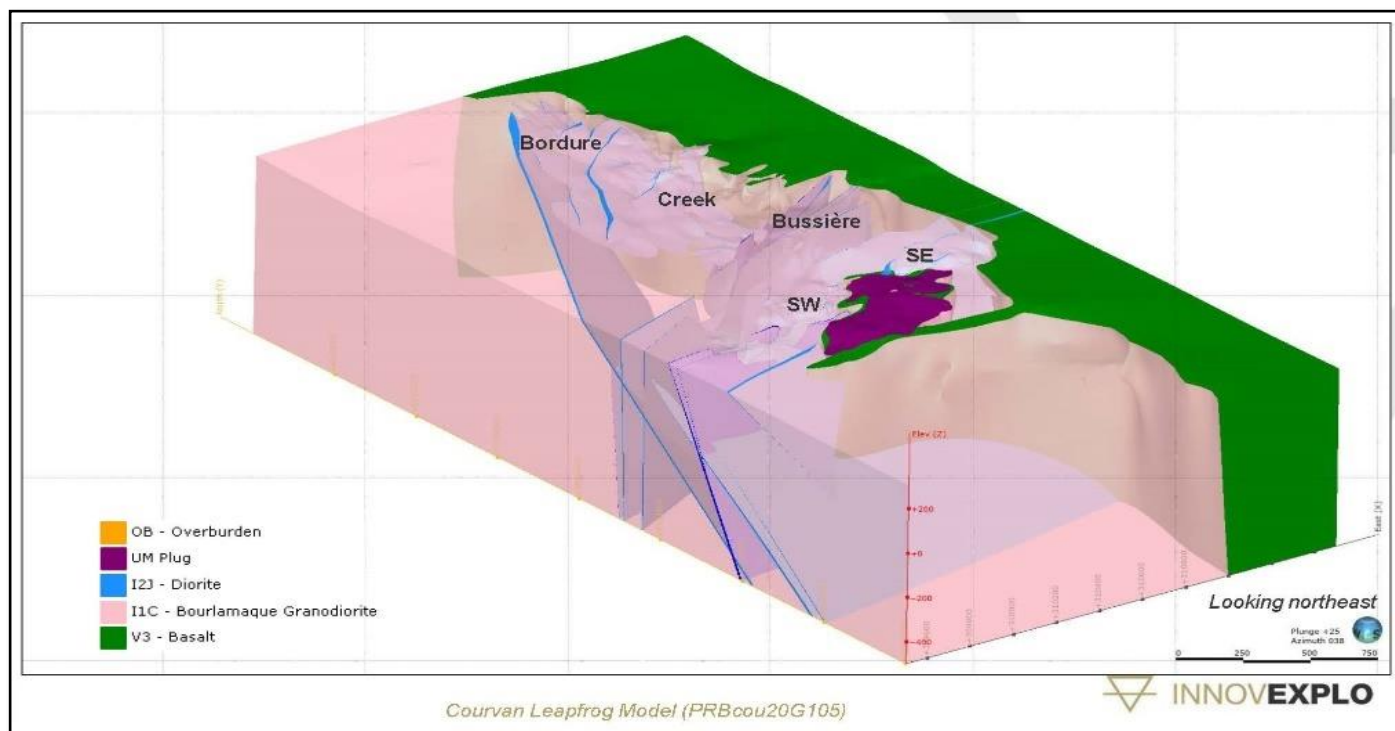 Bordure
Creek
Bussière
SE
SW
Elev (Z)
+200
+0
-200
-400
East (X)
OB - Overburden
UM Plug
I2J - Diorite
I1C - Bourlamaque Granodiorite
V3 - Basalt
Looking northeast
Plunge +25
Azimuth 038
0 250 500 750
INNOVEXPLO
Courvan Leapfrog Model (PRBcou20G105)